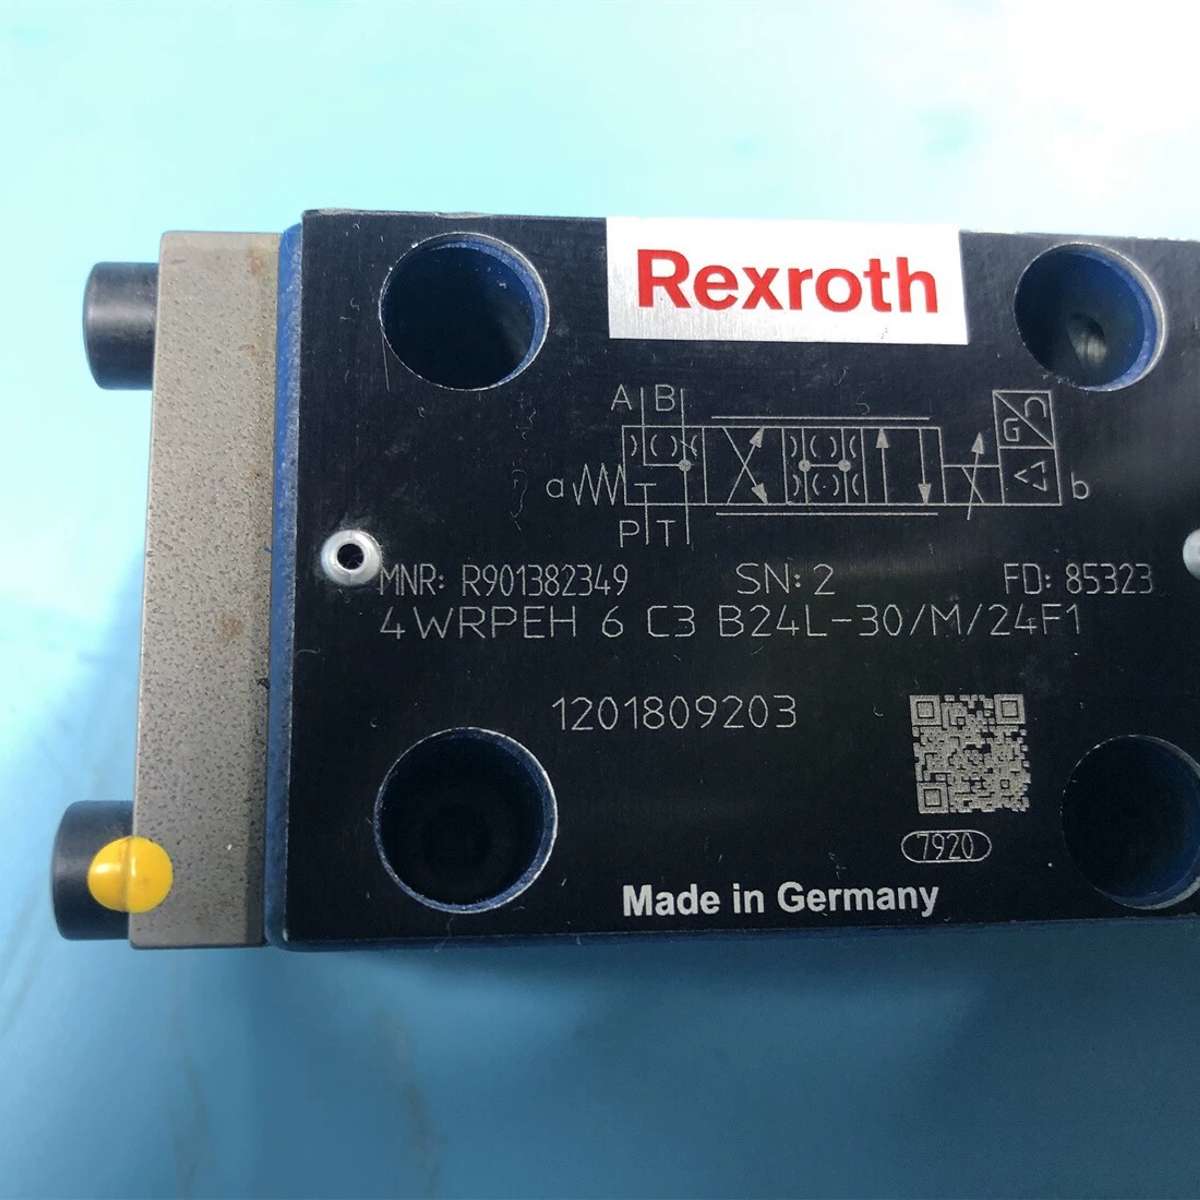 Rexroth
A B
G
a
T
b
P T
MNR: R901382349 SN: 2 FD: 85323
4WRPEH 6 C3 B24L-30/M/24F1
1201809203
7920
Made in Germany